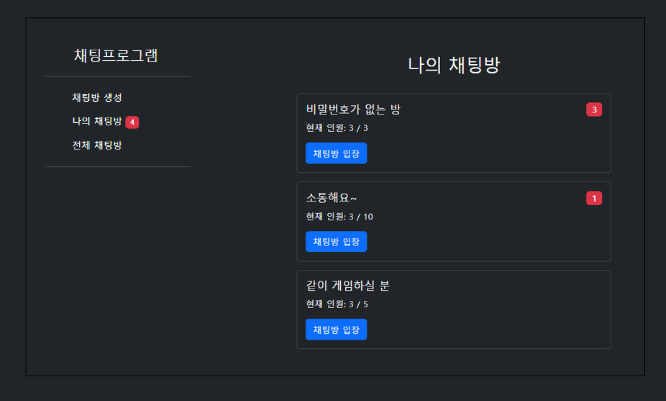 채팅프로그램
채팅방 생성
나의 채팅방 4
전체 채팅방
나의 채팅방
비밀번호가 없는 방 3
현재 인원: 3 / 3
채팅방 입장
소통해요~ 1
현재 인원: 3 / 10
채팅방 입장
같이 게임하실 분
현재 인원: 3 / 5
채팅방 입장